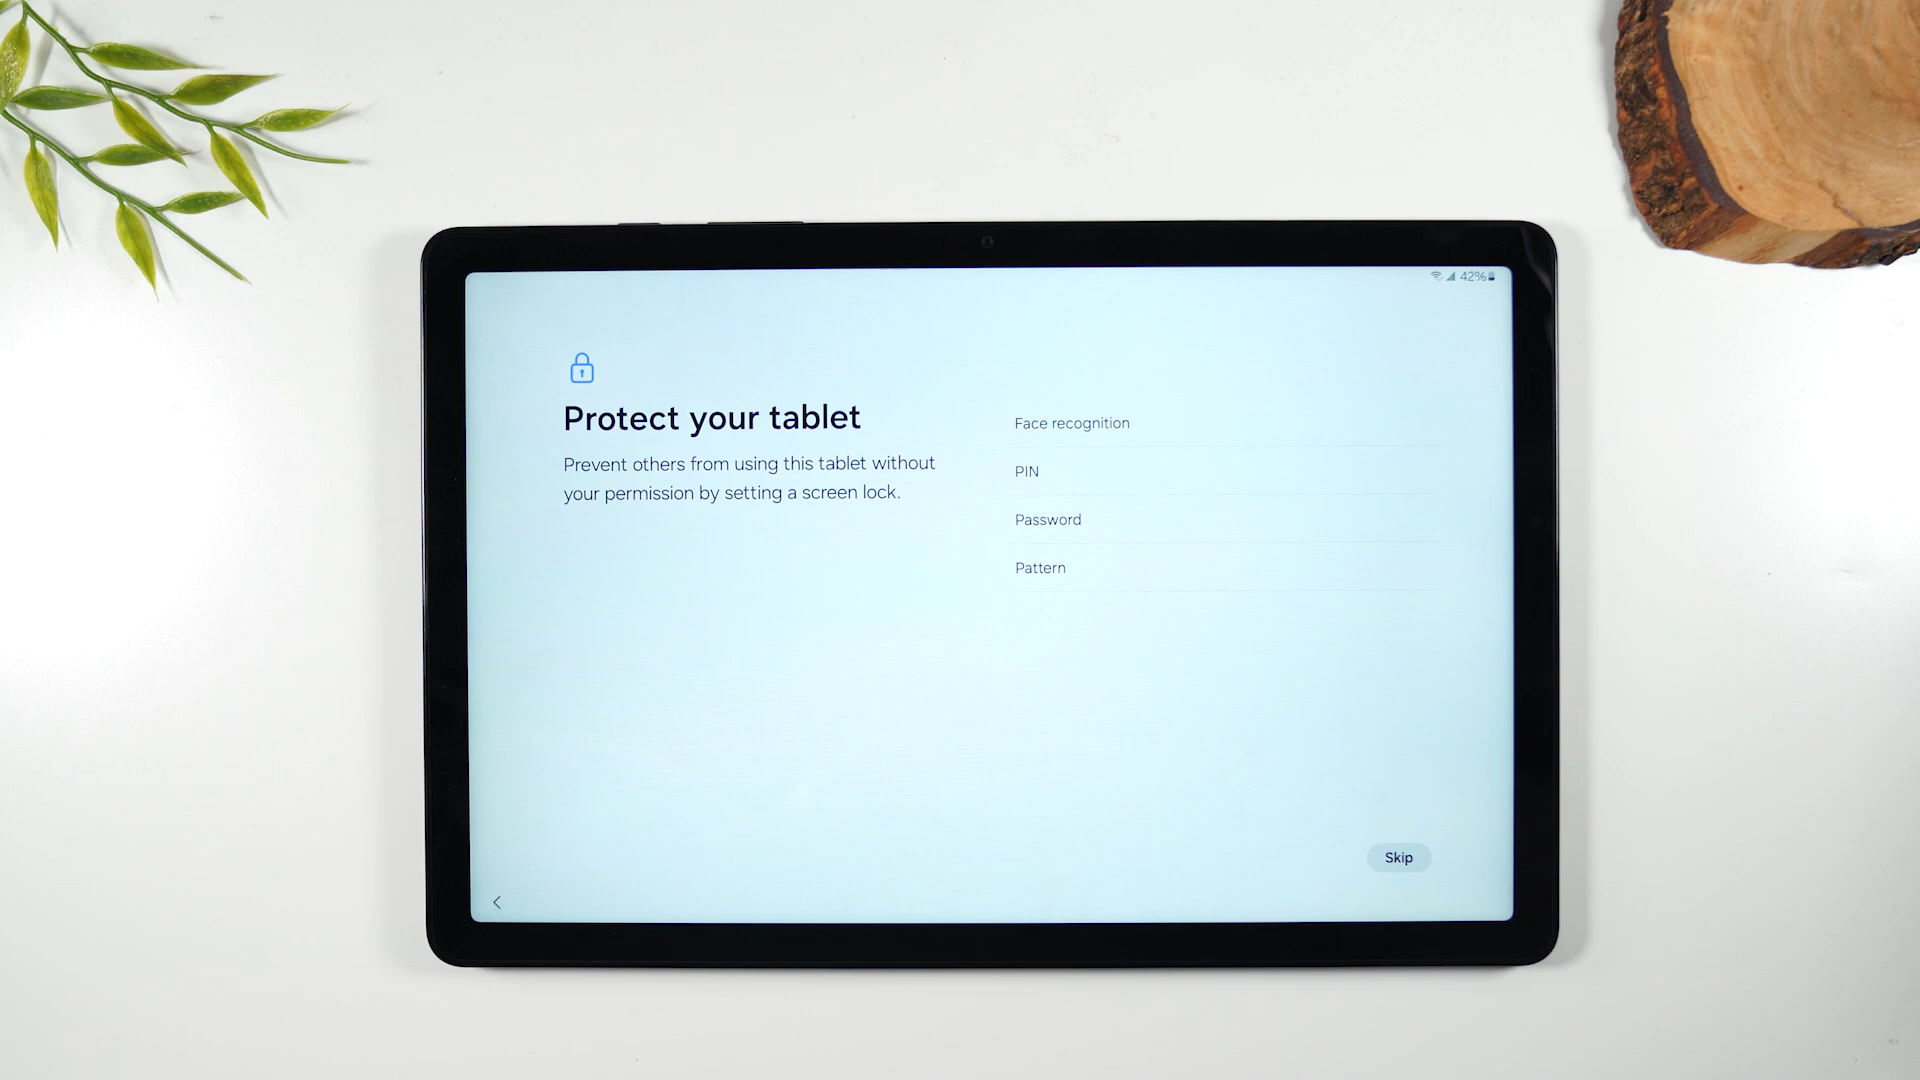 42%
Protect your tablet
Prevent others from using this tablet without
your permission by setting a screen lock.
Face recognition
PIN
Password
Pattern
Skip